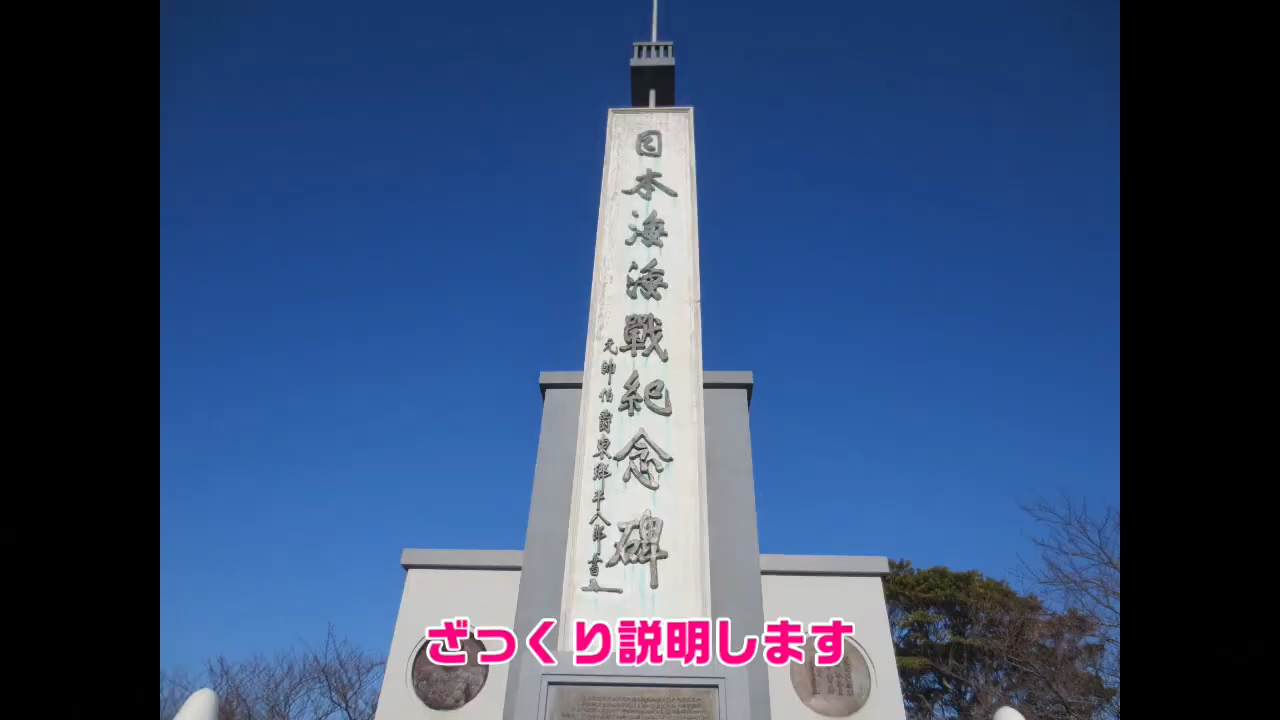 日本海海戰紀念碑
元帥伯爵東郷平八郎書
ざっくり説明します